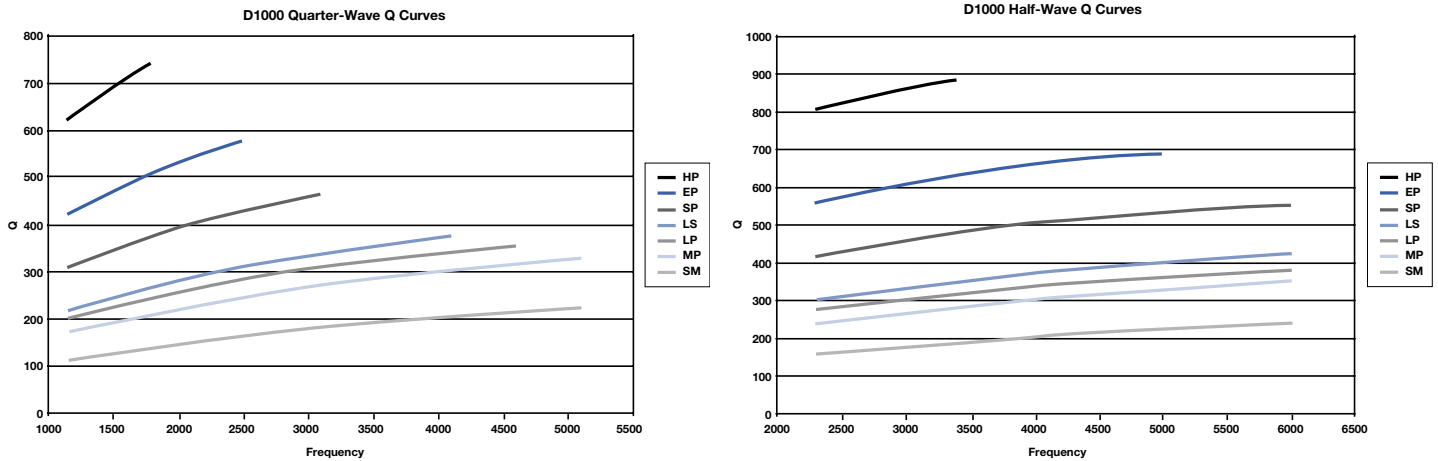 D1000 Quarter-Wave Q Curves
800
700
600
500
400
300
200
100
0
Q
1000
1500
2000
2500
3000
3500
4000
4500
5000
5500
Frequency
HP
EP
SP
LS
LP
MP
SM
D1000 Half-Wave Q Curves
1000
900
800
700
600
500
400
300
200
100
0
Q
2000
2500
3000
3500
4000
4500
5000
5500
6000
6500
Frequency
HP
EP
SP
LS
LP
MP
SM